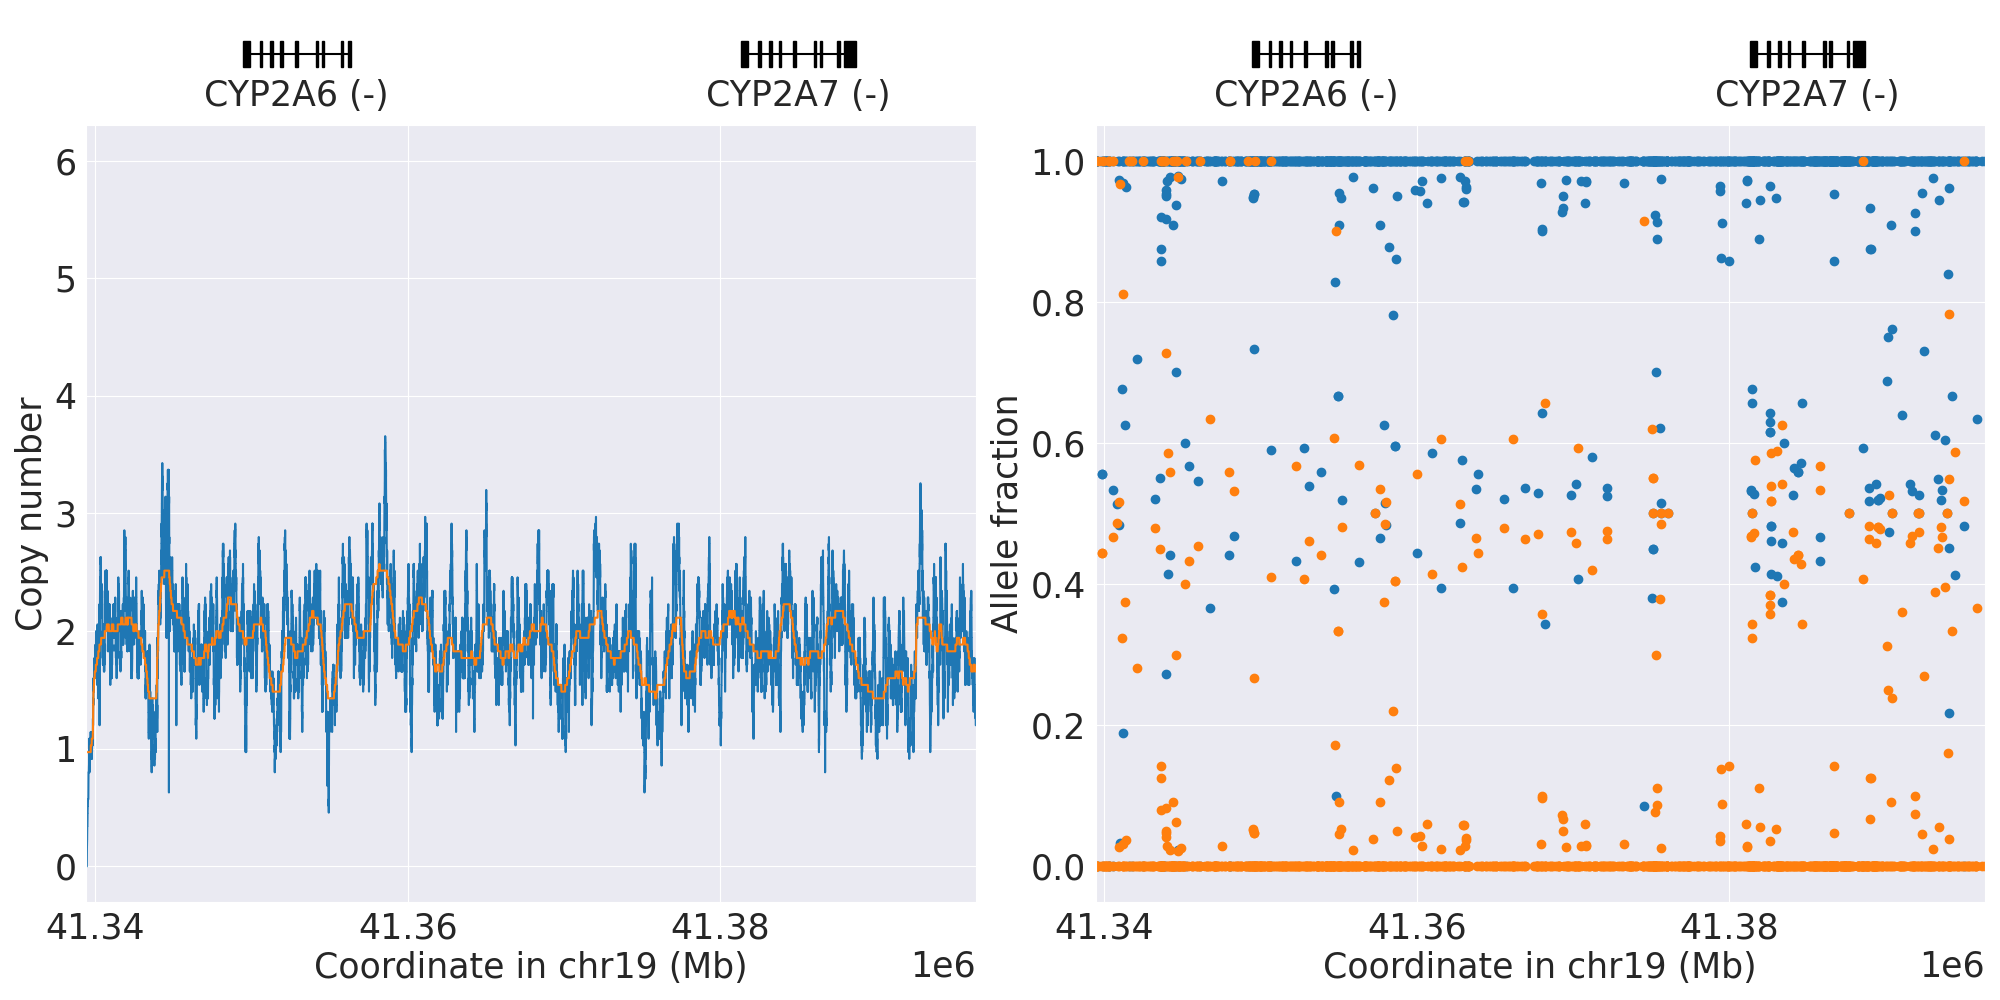 CYP2A6 (-)
CYP2A7 (-)
CYP2A6 (-)
CYP2A7 (-)
6
5
4
3
2
1
0
Copy number
41.34
41.36
41.38
Coordinate in chr19 (Mb)
1e6
1.0
0.8
0.6
0.4
0.2
0.0
Allele fraction
41.34
41.36
41.38
Coordinate in chr19 (Mb)
1e6